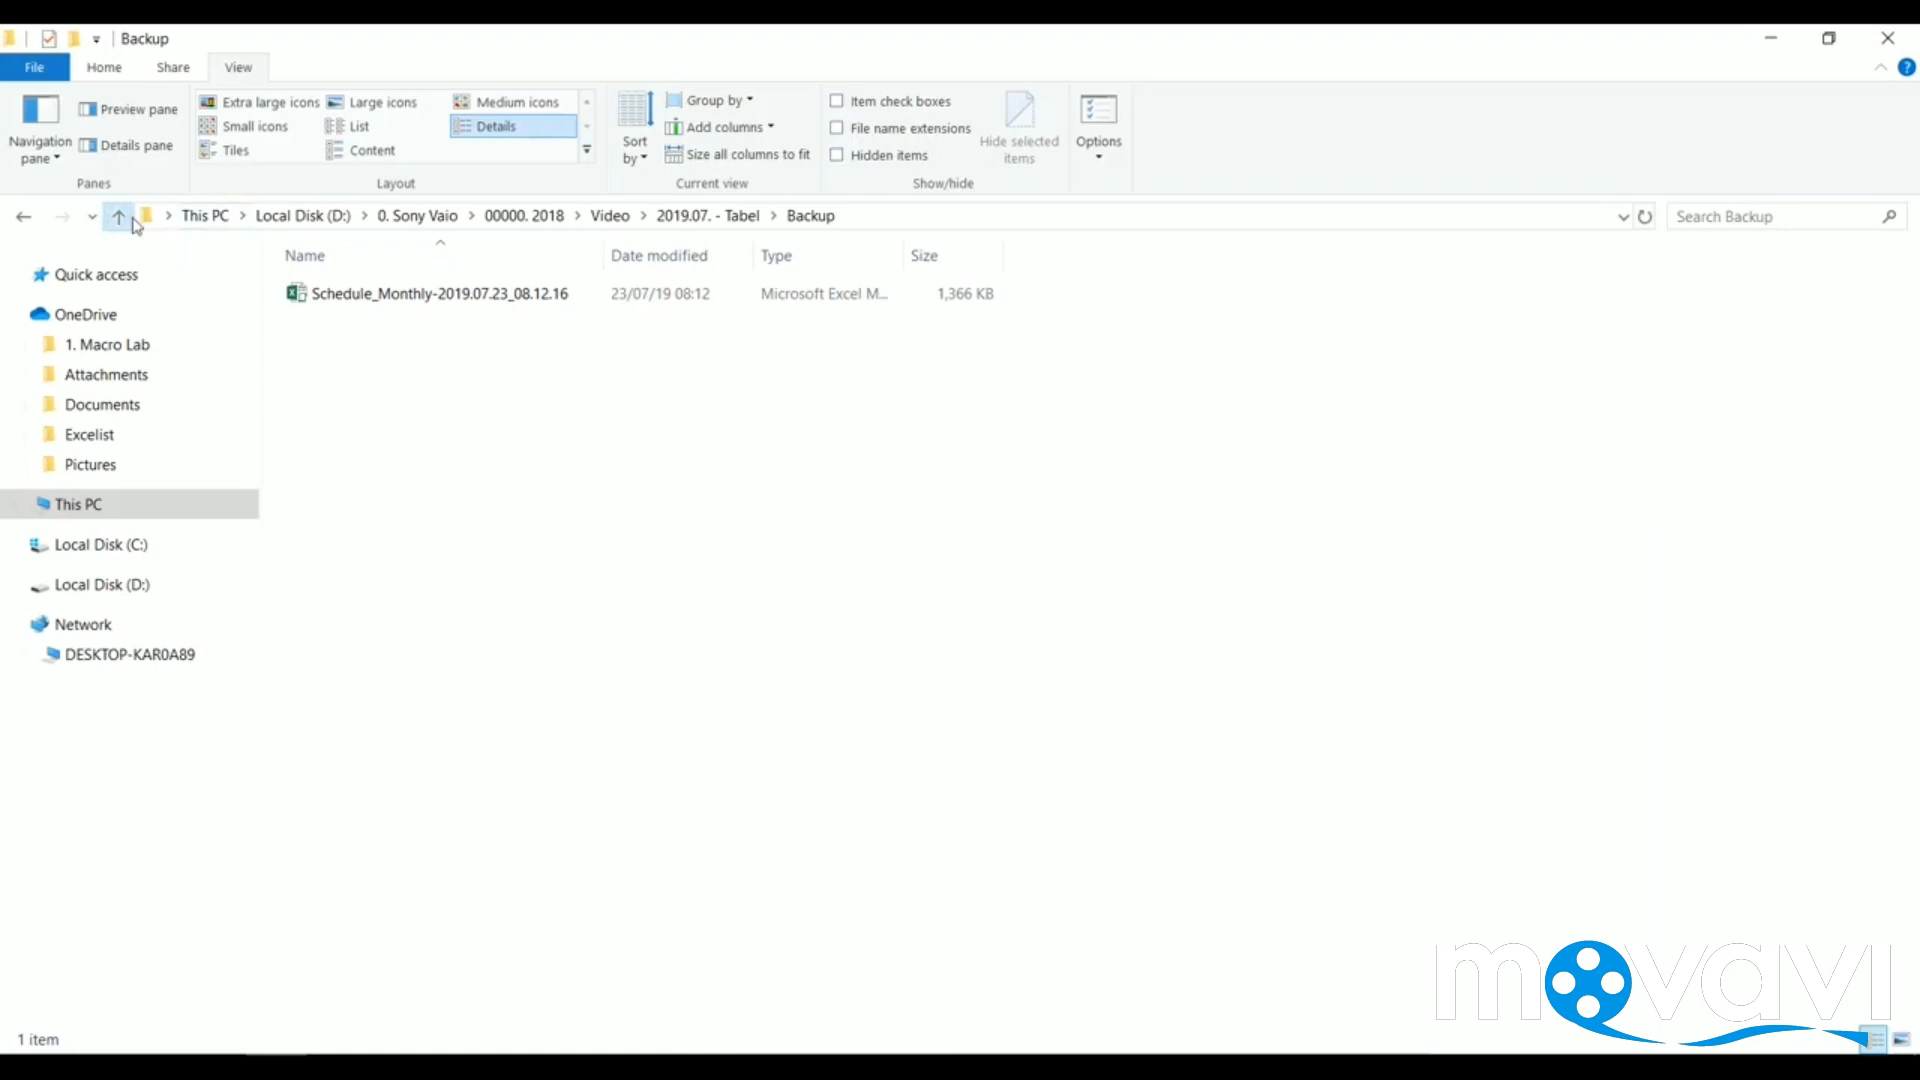 Backup
File Home Share View
Navigation pane
Preview pane
Details pane
Panes
Extra large icons Large icons Medium icons
Small icons List Details
Tiles Content
Layout
Sort by
Group by
Add columns
Size all columns to fit
Current view
Item check boxes
File name extensions
Hidden items
Hide selected items
Show/hide
Options
This PC > Local Disk (D:) > 0. Sony Vaio > 00000. 2018 > Video > 2019.07. - Tabel > Backup
Search Backup
Name Date modified Type Size
Schedule_Monthly-2019.07.23_08.12.16 23/07/19 08:12 Microsoft Excel M... 1,366 KB
Quick access
OneDrive
1. Macro Lab
Attachments
Documents
Excelist
Pictures
This PC
Local Disk (C:)
Local Disk (D:)
Network
DESKTOP-KAR0A89
1 item
movavi